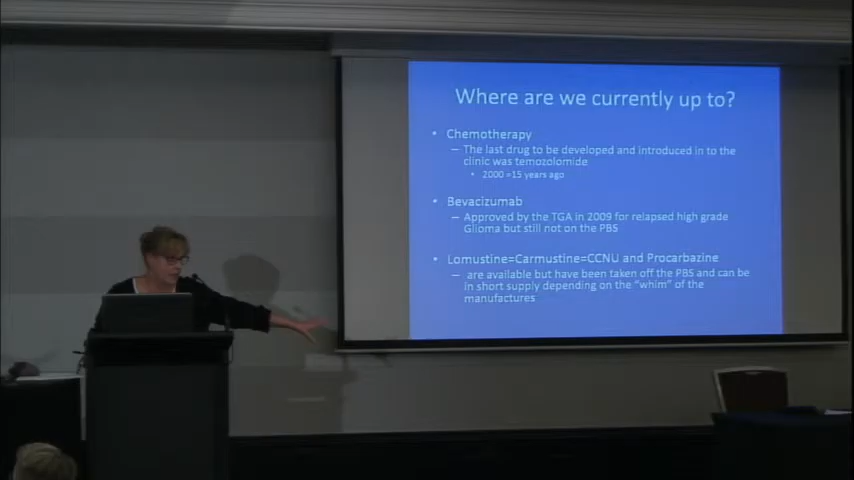 Where are we currently up to?
• Chemotherapy
– The last drug to be developed and introduced in to the
clinic was temozolomide
• 2000 =15 years ago
• Bevacizumab
– Approved by the TGA in 2009 for relapsed high grade
Glioma but still not on the PBS
• Lomustine=Carmustine=CCNU and Procarbazine
– are available but have been taken off the PBS and can be
in short supply depending on the “whim” of the
manufactures